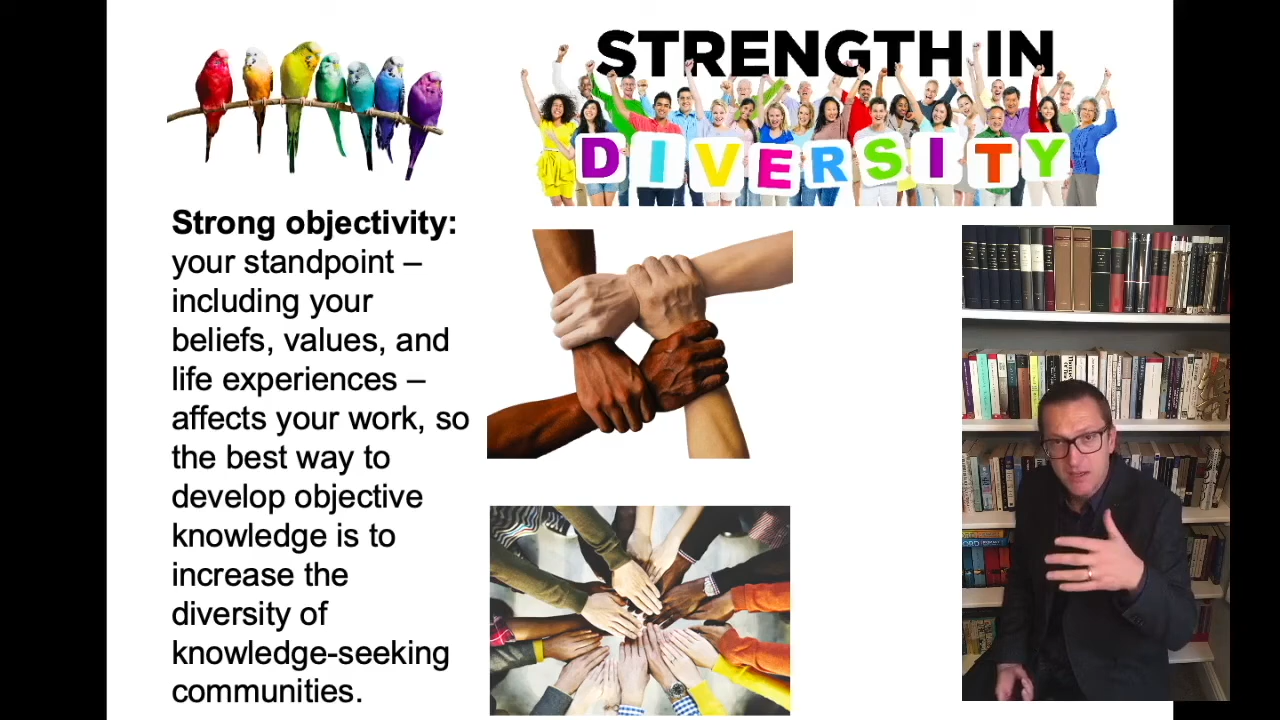 STRENGTH IN
DIVERSITY
Strong objectivity:
your standpoint –
including your
beliefs, values, and
life experiences –
affects your work, so
the best way to
develop objective
knowledge is to
increase the
diversity of
knowledge-seeking
communities.